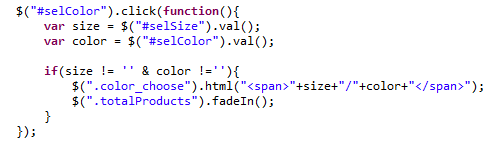 $("#selColor").click(function(){
    var size = $("#selSize").val();
    var color = $("#selColor").val();

    if(size != '' & color !=''){
        $(".color_choose").html("<span>"+size+"/"+color+"</span>");
        $(".totalProducts").fadeIn();
    }
});